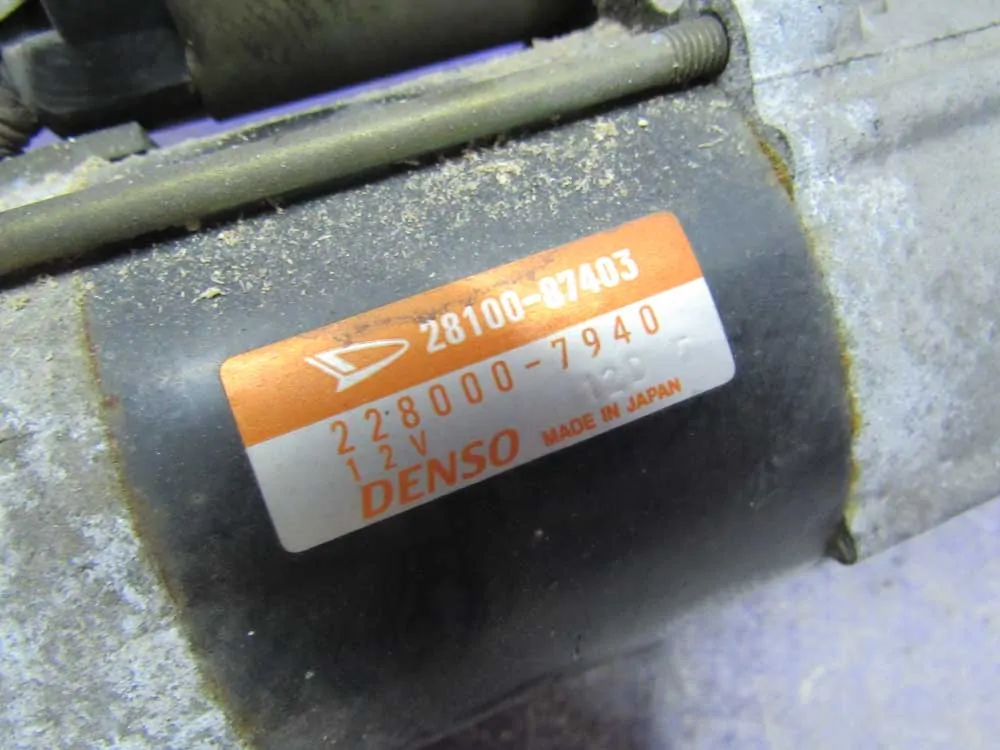 28100-87403
228000-7940
12V
DENSO MADE IN JAPAN